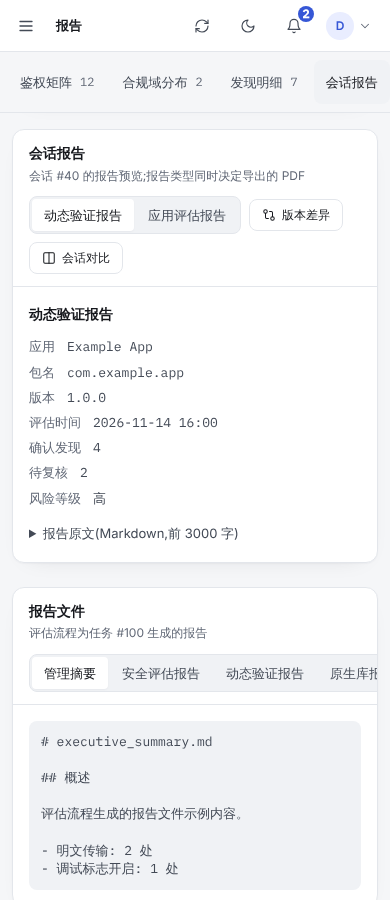 报告
2
D
鉴权矩阵 12 合规域分布 2 发现明细 7 会话报告
会话报告
会话 #40 的报告预览;报告类型同时决定导出的 PDF
动态验证报告 应用评估报告 版本差异
会话对比
动态验证报告
应用 Example App
包名 com.example.app
版本 1.0.0
评估时间 2026-11-14 16:00
确认发现 4
待复核 2
风险等级 高
▶ 报告原文(Markdown,前 3000 字)
报告文件
评估流程为任务 #100 生成的报告
管理摘要 安全评估报告 动态验证报告 原生库
# executive_summary.md
## 概述
评估流程生成的报告文件示例内容。
- 明文传输: 2 处
- 调试标志开启: 1 处